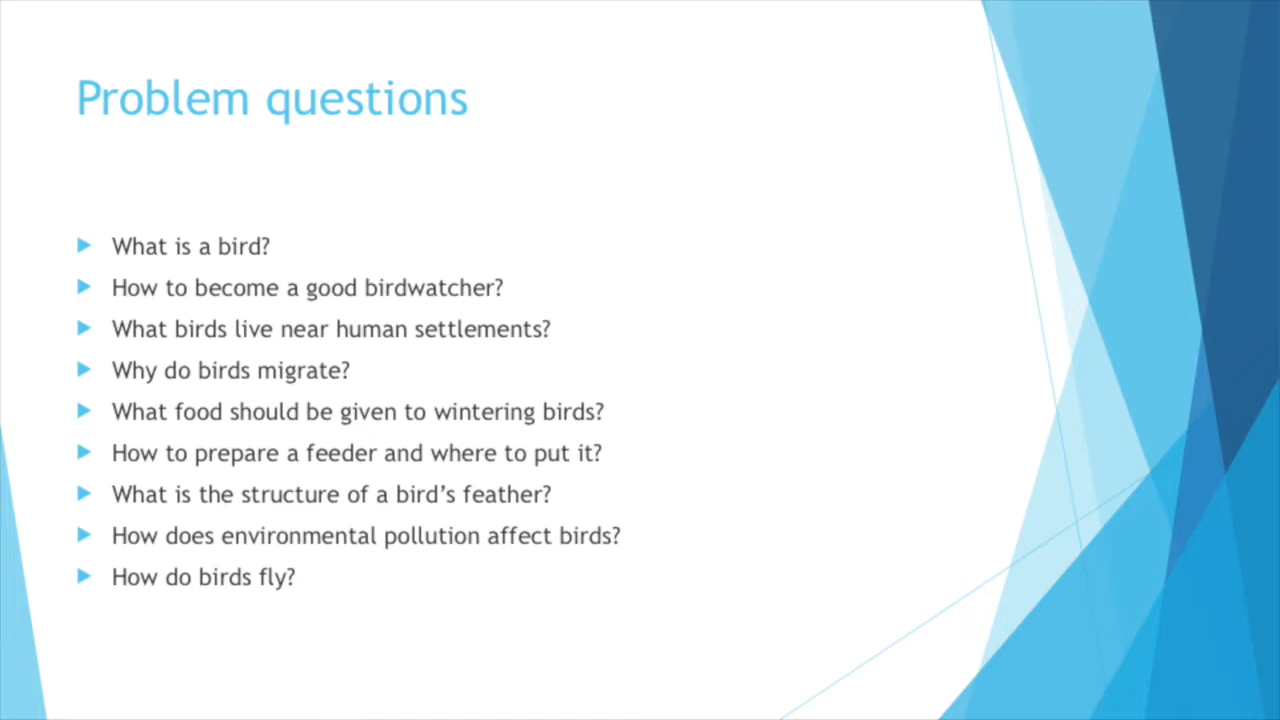 Problem questions
What is a bird?
How to become a good birdwatcher?
What birds live near human settlements?
Why do birds migrate?
What food should be given to wintering birds?
How to prepare a feeder and where to put it?
What is the structure of a bird’s feather?
How does environmental pollution affect birds?
How do birds fly?